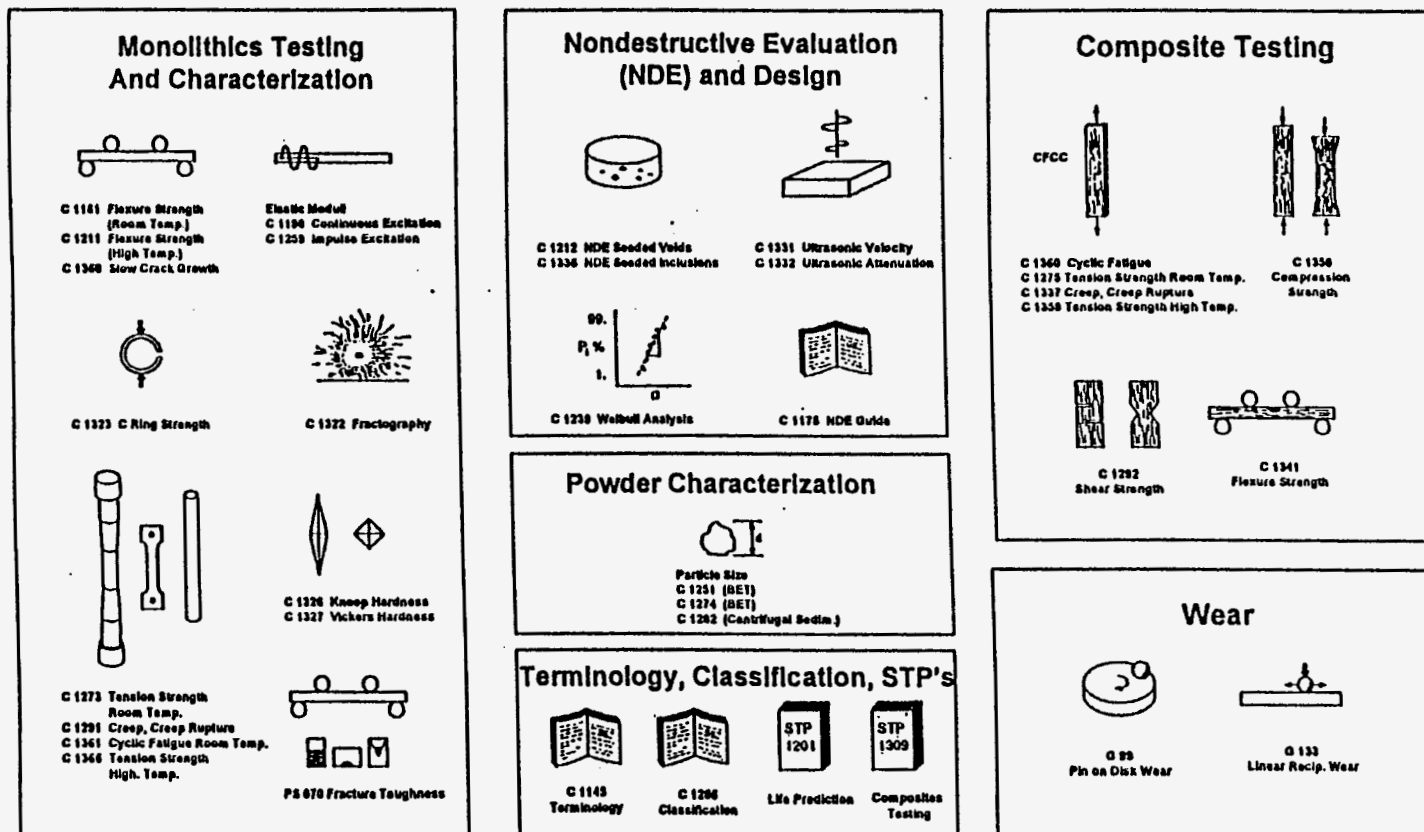 Monolithics Testing
And Characterization
C 1161 Flexure Strength
(Room Temp.)
C 1211 Flexure Strength
(High Temp.)
C 1368 Slow Crack Growth
Elastic Moduli
C 1198 Continuous Excitation
C 1259 Impulse Excitation
C 1323 C Ring Strength
C 1322 Fractography
C 1326 Knoop Hardness
C 1327 Vickers Hardness
C 1273 Tension Strength
Room Temp.
C 1291 Creep, Creep Rupture
C 1361 Cyclic Fatigue Room Temp.
C 1366 Tension Strength
High. Temp.
PS 070 Fracture Toughness
Nondestructive Evaluation
(NDE) and Design
C 1212 NDE Seeded Voids
C 1336 NDE Seeded Inclusions
C 1331 Ultrasonic Velocity
C 1332 Ultrasonic Attenuation
99.
P, %
1.
σ
C 1239 Weibull Analysis
C 1175 NDE Guide
Powder Characterization
d
Particle Size
C 1251 (BET)
C 1274 (BET)
C 1282 (Centrifugal Sedim.)
Terminology, Classification, STP's
C 1145
Terminology
C 1286
Classification
STP
1201
Life Prediction
STP
1309
Composites
Testing
Composite Testing
CFCC
C 1360 Cyclic Fatigue
C 1275 Tension Strength Room Temp.
C 1337 Creep, Creep Rupture
C 1359 Tension Strength High Temp.
C 1358
Compression
Strength
C 1292
Shear Strength
C 1341
Flexure Strength
Wear
G 99
Pin on Disk Wear
G 133
Linear Recip. Wear